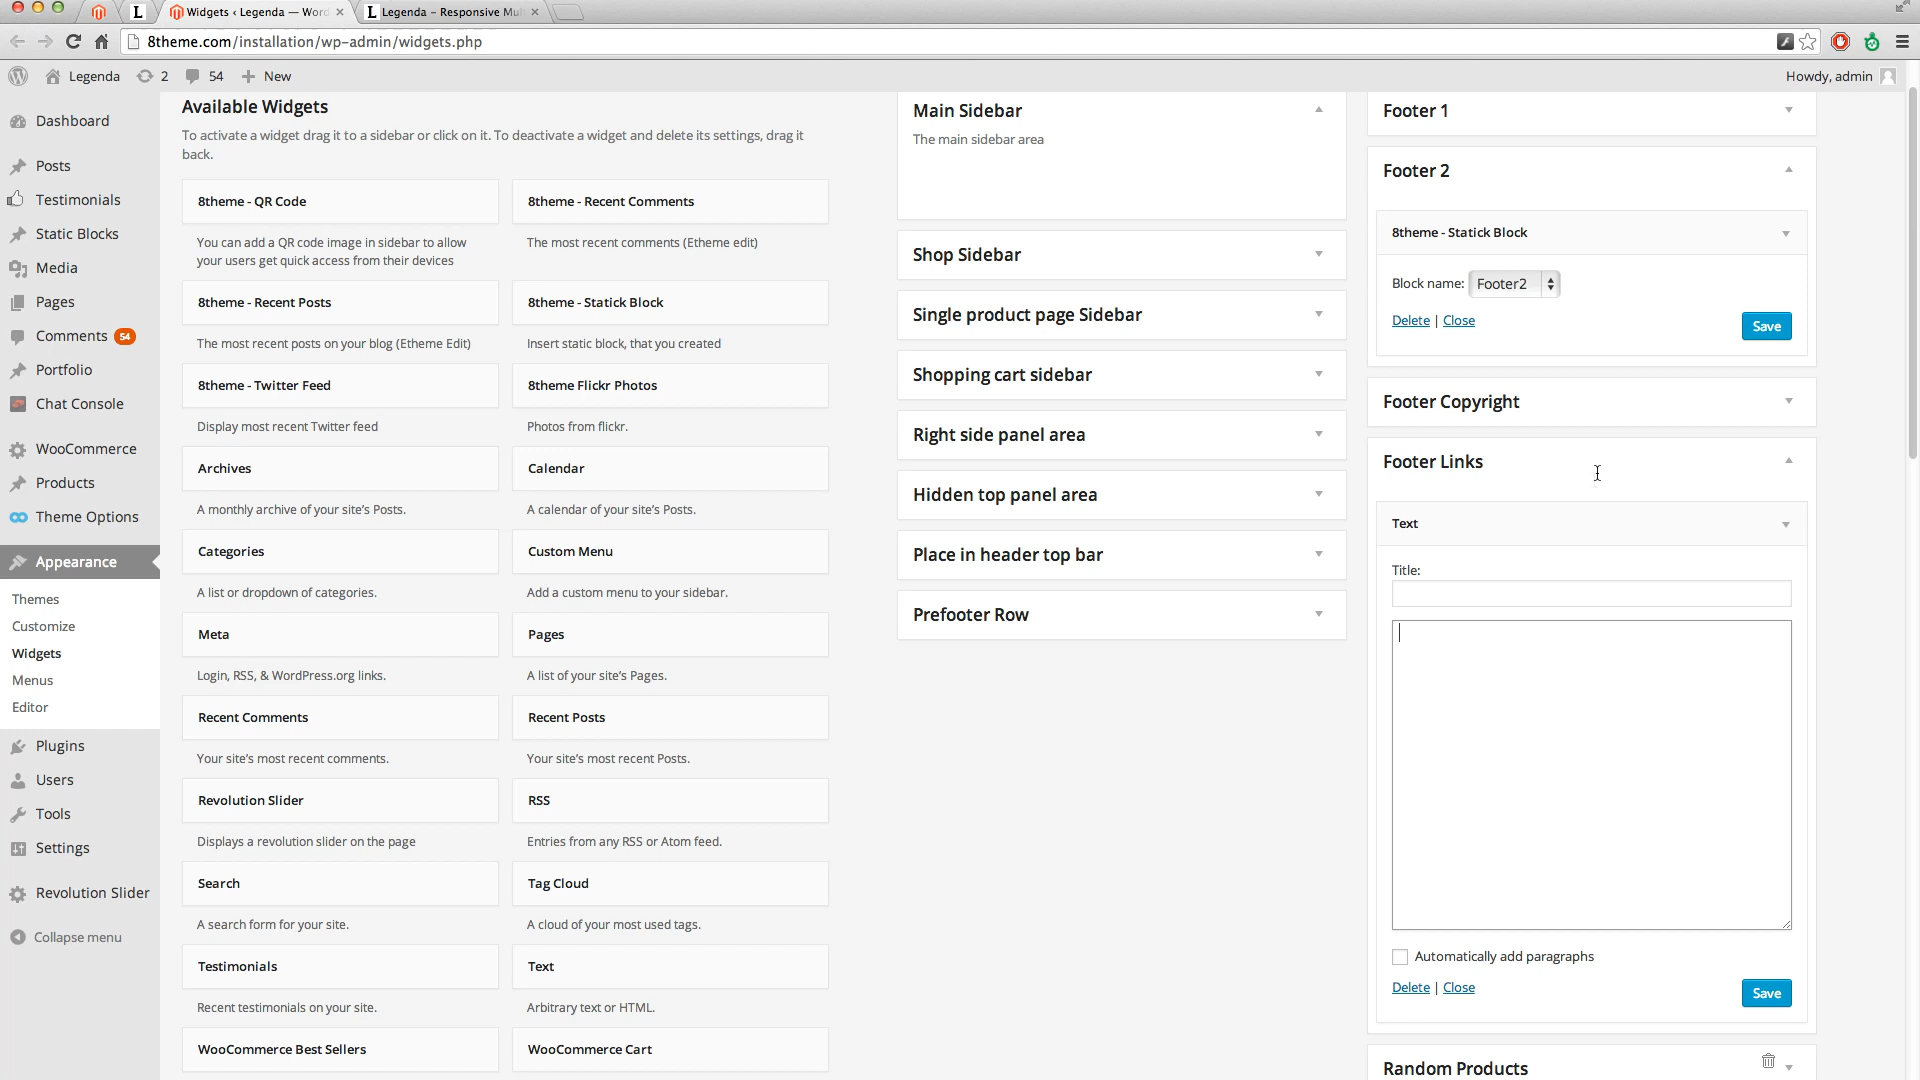 Widgets ‹ Legenda — Wor
Legenda – Responsive Mu
8theme.com/installation/wp-admin/widgets.php
Legenda
2
54
New
Howdy, admin
Dashboard
Posts
Testimonials
Static Blocks
Media
Pages
Comments 54
Portfolio
Chat Console
WooCommerce
Products
Theme Options
Appearance
Themes
Customize
Widgets
Menus
Editor
Plugins
Users
Tools
Settings
Revolution Slider
Collapse menu
Available Widgets
To activate a widget drag it to a sidebar or click on it. To deactivate a widget and delete its settings, drag it
back.
8theme - QR Code
You can add a QR code image in sidebar to allow
your users get quick access from their devices
8theme - Recent Comments
The most recent comments (Etheme edit)
8theme - Recent Posts
The most recent posts on your blog (Etheme Edit)
8theme - Statick Block
Insert static block, that you created
8theme - Twitter Feed
Display most recent Twitter feed
8theme Flickr Photos
Photos from flickr.
Archives
A monthly archive of your site’s Posts.
Calendar
A calendar of your site’s Posts.
Categories
A list or dropdown of categories.
Custom Menu
Add a custom menu to your sidebar.
Meta
Login, RSS, & WordPress.org links.
Pages
A list of your site’s Pages.
Recent Comments
Your site’s most recent comments.
Recent Posts
Your site’s most recent Posts.
Revolution Slider
Displays a revolution slider on the page
RSS
Entries from any RSS or Atom feed.
Search
A search form for your site.
Tag Cloud
A cloud of your most used tags.
Testimonials
Recent testimonials on your site.
Text
Arbitrary text or HTML.
WooCommerce Best Sellers
WooCommerce Cart
Main Sidebar
The main sidebar area
Shop Sidebar
Single product page Sidebar
Shopping cart sidebar
Right side panel area
Hidden top panel area
Place in header top bar
Prefooter Row
Footer 1
Footer 2
8theme - Statick Block
Block name: Footer2
Delete | Close
Save
Footer Copyright
Footer Links
Text
Title:
Automatically add paragraphs
Delete | Close
Save
Random Products